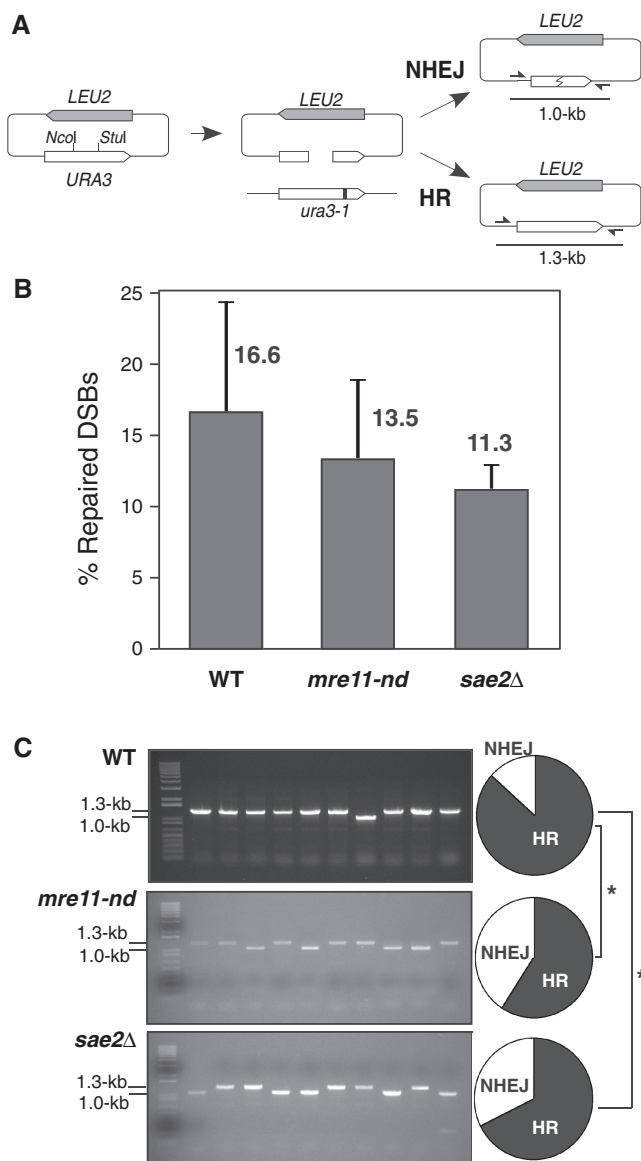 A
LEU2
NcoI
StuI
URA3
LEU2
ura3-1
NHEJ
HR
LEU2
1.0-kb
LEU2
1.3-kb
B
% Repaired DSBs
25
20
15
10
5
0
16.6
13.5
11.3
WT
mre11-nd
sae2Δ
C
WT
1.3-kb
1.0-kb
NHEJ
HR
mre11-nd
1.3-kb
1.0-kb
NHEJ
HR
*
sae2Δ
1.3-kb
1.0-kb
NHEJ
HR
*